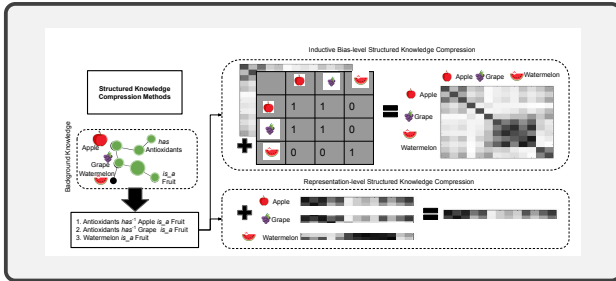 Inductive Bias-level Structured Knowledge Compression
Structured Knowledge
Compression Methods
Background Knowledge
Apple
has
Antioxidants
Grape
Watermelon
is_a
Fruit
1. Antioxidants has⁻¹ Apple is_a Fruit
2. Antioxidants has⁻¹ Grape is_a Fruit
3. Watermelon is_a Fruit
1 1 0
1 1 0
0 0 1
Apple Grape Watermelon
Apple
Grape
Watermelon
Representation-level Structured Knowledge Compression
Apple
Grape
Watermelon